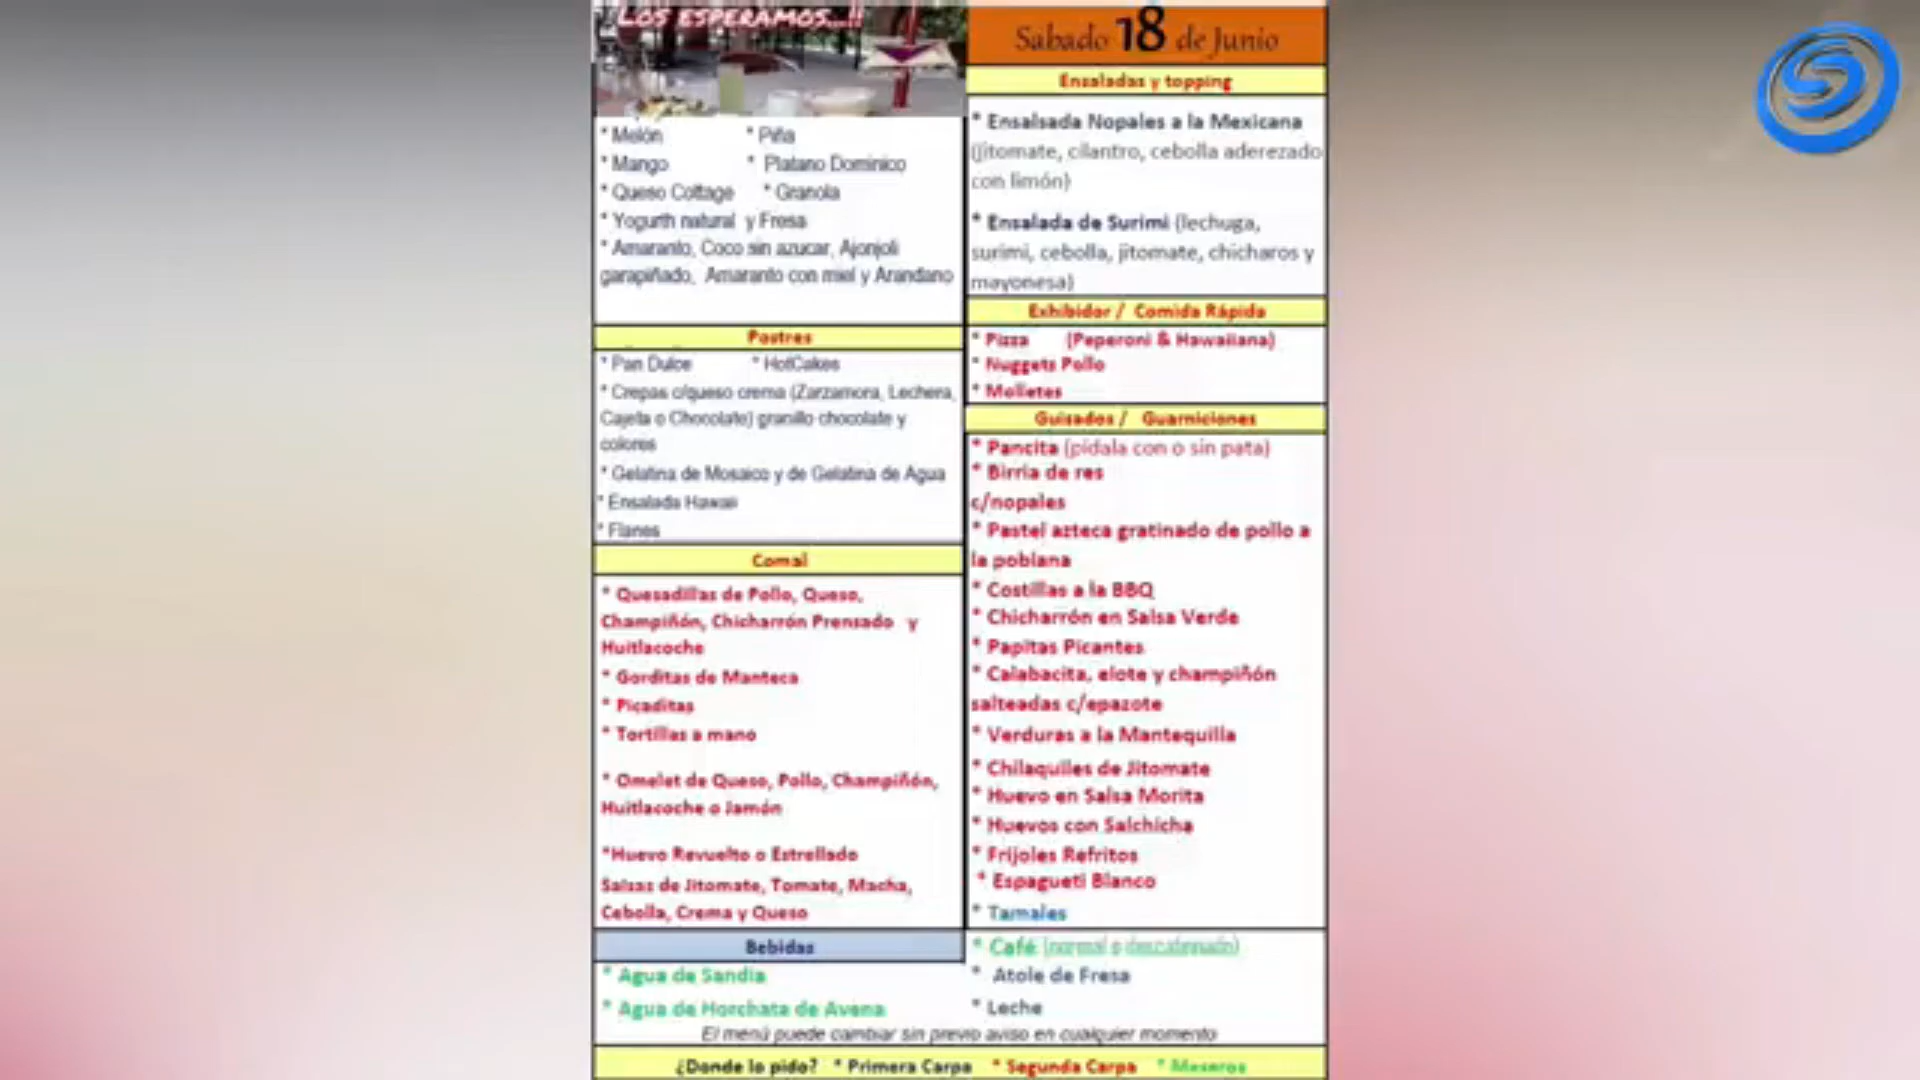 Los esperamos...!!
* Melón * Piña
* Mango * Platano Dominico
* Queso Cottage * Granola
* Yogurth natural y Fresa
* Amaranto, Coco sin azucar, Ajonjoli
garapiñado, Amaranto con miel y Arandano
Postres
* Pan Dulce * HotCakes
* Crepas c/queso crema (Zarzamora, Lechera,
Cajeta o Chocolate) granillo chocolate y
colores
* Gelatina de Mosaico y de Gelatina de Agua
* Ensalada Hawaii
* Flanes
Comal
* Quesadillas de Pollo, Queso,
Champiñón, Chicharrón Prensado y
Huitlacoche
* Gorditas de Manteca
* Picaditas
* Tortillas a mano
* Omelet de Queso, Pollo, Champiñón,
Huitlacoche o Jamón
*Huevo Revuelto o Estrellado
Salsas de Jitomate, Tomate, Macha,
Cebolla, Crema y Queso
Bebidas
* Agua de Sandia
* Agua de Horchata de Avena
Sabado 18 de Junio
Ensaladas y topping
* Ensalsada Nopales a la Mexicana
(jitomate, cilantro, cebolla aderezado
con limón)
* Ensalada de Surimi (lechuga,
surimi, cebolla, jitomate, chicharos y
mayonesa)
Exhibidor / Comida Rápida
* Pizza (Peperoni & Hawaiiana)
* Nuggets Pollo
* Molletes
Guisados / Guarniciones
* Pancita (pídala con o sin pata)
* Birria de res
c/nopales
* Pastel azteca gratinado de pollo a
la poblana
* Costillas a la BBQ
* Chicharrón en Salsa Verde
* Papitas Picantes
* Calabacita, elote y champiñón
salteadas c/epazote
* Verduras a la Mantequilla
* Chilaquiles de Jitomate
* Huevo en Salsa Morita
* Huevos con Salchicha
* Frijoles Refritos
* Espagueti Blanco
* Tamales
* Café (normal o descafeinado)
* Atole de Fresa
* Leche
El menú puede cambiar sin previo aviso en cualquier momento
¿Donde lo pido? * Primera Carpa * Segunda Carpa * Meseros